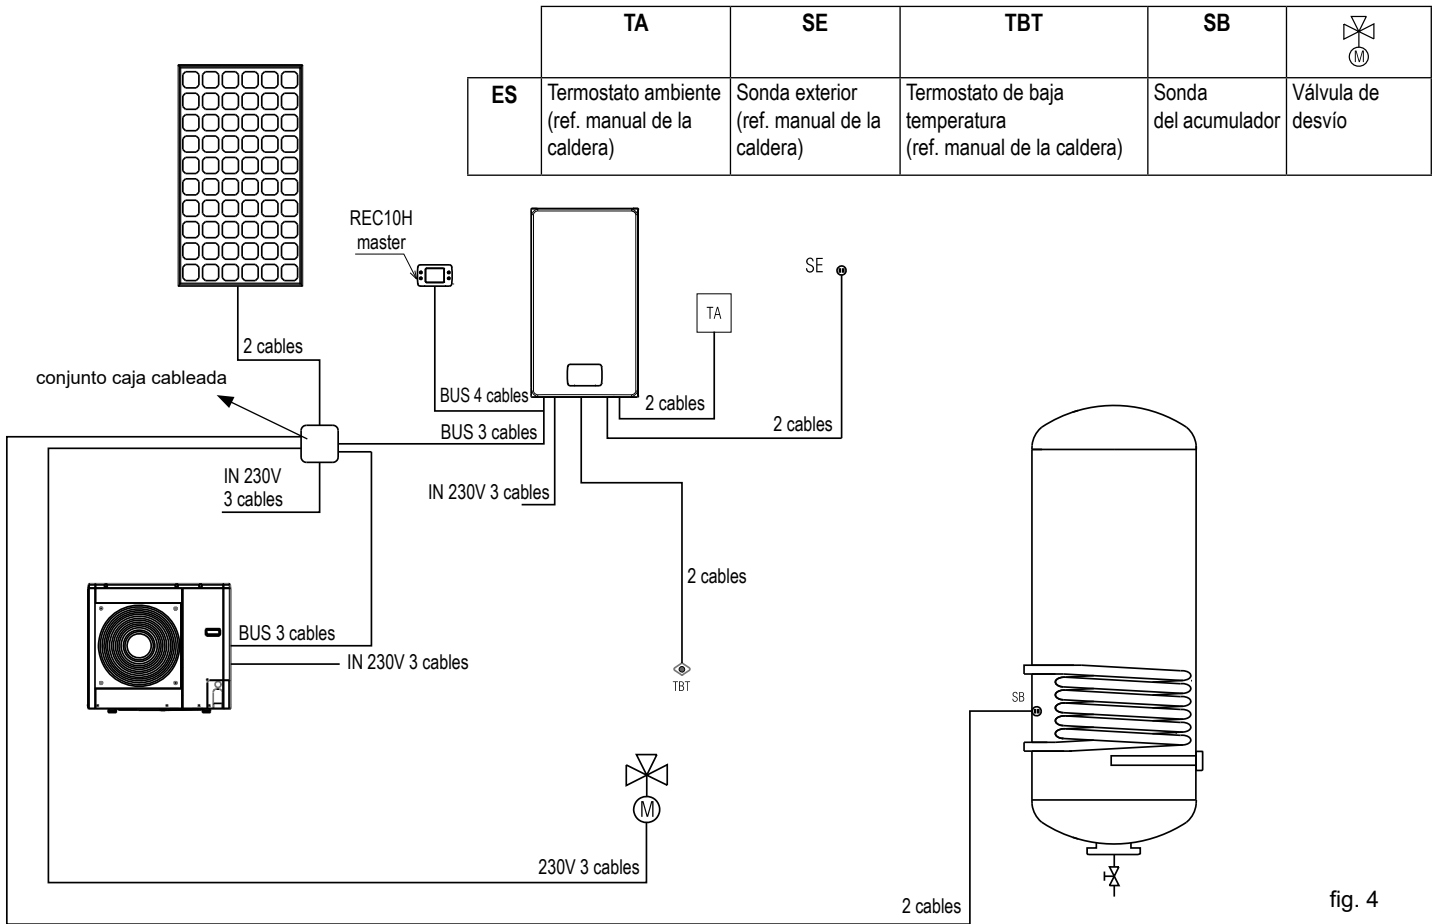 TA
SE
TBT
SB
M
ES
Termostato ambiente
(ref. manual de la
caldera)
Sonda exterior
(ref. manual de la
caldera)
Termostato de baja
temperatura
(ref. manual de la caldera)
Sonda
del acumulador
Válvula de
desvío
REC10H
master
SE
TA
2 cables
conjunto caja cableada
BUS 4 cables
2 cables
2 cables
BUS 3 cables
IN 230V
3 cables
IN 230V 3 cables
2 cables
BUS 3 cables
IN 230V 3 cables
TBT
SB
M
230V 3 cables
2 cables
fig. 4